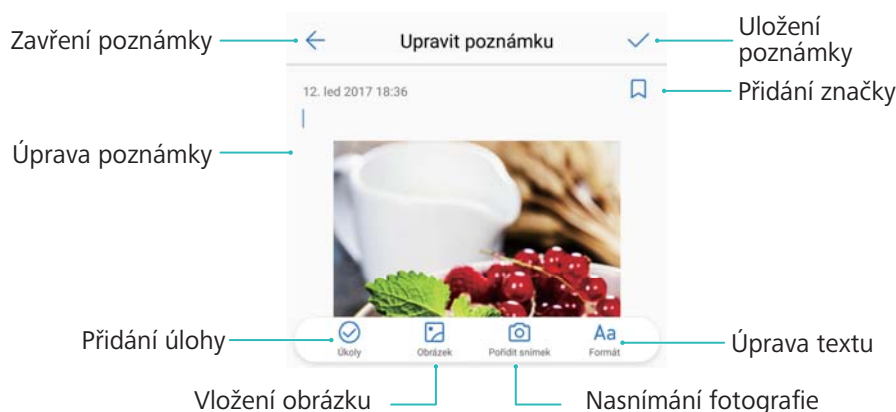 Zavření poznámky
Upravit poznámku
Uložení
poznámky
12. led 2017 18:36
Přidání značky
Úprava poznámky
Přidání úlohy
Úkoly
Obrázek
Pořídit snímek
Aa
Formát
Úprava textu
Vložení obrázku
Nasnímání fotografie